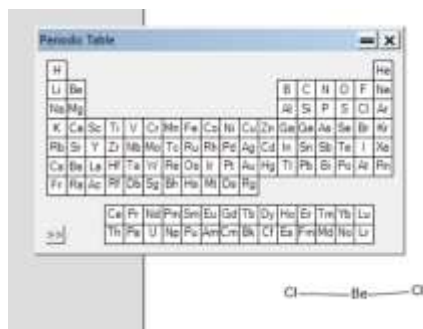 Periodic Table
H He
Li Be B C N O F Ne
Na Mg Al Si P S Cl Ar
K Ca Sc Ti V Cr Mn Fe Co Ni Cu Zn Ga Ge As Se Br Kr
Rb Sr Y Zr Nb Mo Tc Ru Rh Pd Ag Cd In Sn Sb Te I Xe
Cs Ba La Hf Ta W Re Os Ir Pt Au Hg Tl Pb Bi Po At Rn
Fr Ra Ac Rf Db Sg Bh Hs Mt Ds Rg
Ce Pr Nd Pm Sm Eu Gd Tb Dy Ho Er Tm Yb Lu
>> Th Pa U Np Pu Am Cm Bk Cf Es Fm Md No Lr
Cl Be Cl